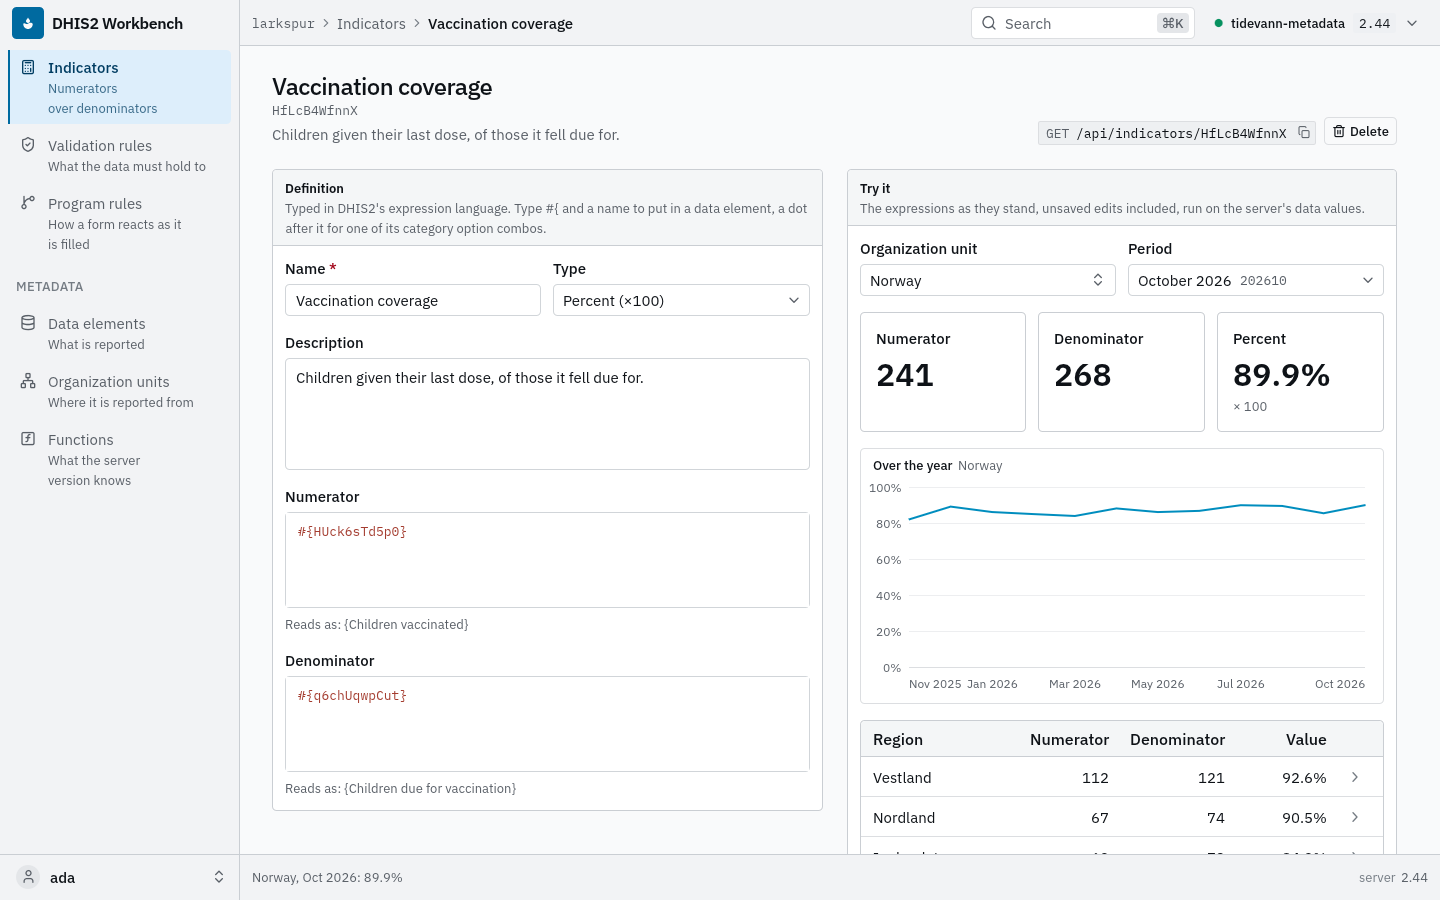 DHIS2 Workbench
larkspur > Indicators > Vaccination coverage
Search ⌘K
tidevann-metadata 2.44
Indicators
Numerators
over denominators
Validation rules
What the data must hold to
Program rules
How a form reacts as it
is filled
METADATA
Data elements
What is reported
Organization units
Where it is reported from
Functions
What the server
version knows
ada
Vaccination coverage
HfLcB4WfnnX
Children given their last dose, of those it fell due for.
GET /api/indicators/HfLcB4WfnnX
Delete
Definition
Typed in DHIS2's expression language. Type #{ and a name to put in a data element, a dot
after it for one of its category option combos.
Name *
Type
Vaccination coverage
Percent (×100)
Description
Children given their last dose, of those it fell due for.
Numerator
#{HUck6sTd5p0}
Reads as: {Children vaccinated}
Denominator
#{q6chUqwpCut}
Reads as: {Children due for vaccination}
Try it
The expressions as they stand, unsaved edits included, run on the server's data values.
Organization unit
Period
Norway
October 2026 202610
Numerator
241
Denominator
268
Percent
89.9%
× 100
Over the year Norway
100%
80%
60%
40%
20%
0%
Nov 2025 Jan 2026 Mar 2026 May 2026 Jul 2026 Oct 2026
Region Numerator Denominator Value
Vestland 112 121 92.6%
Nordland 67 74 90.5%
Norway, Oct 2026: 89.9%
server 2.44